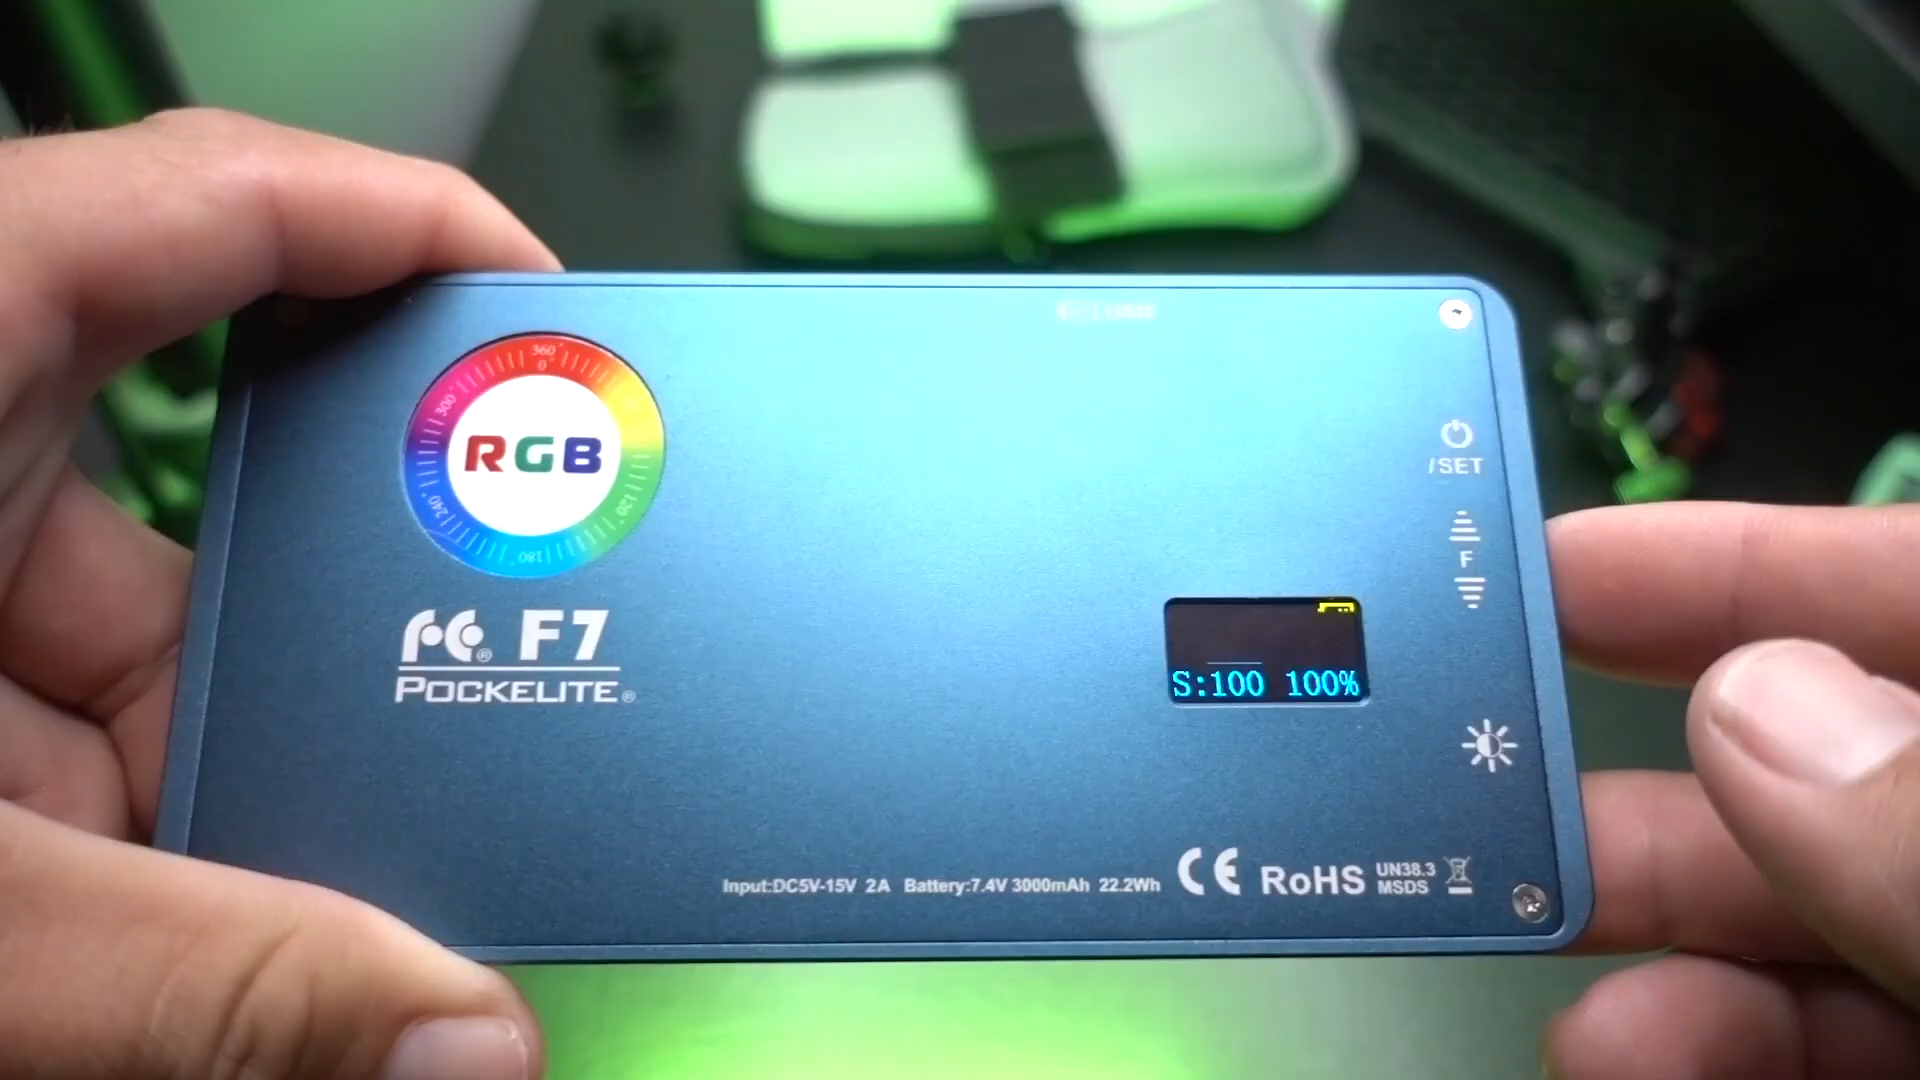 360°
0°
300°
RGB
240°
120°
180°
FC® F7
POCKELITE®
/SET
F
S:100 100%
Input:DC5V-15V 2A Battery:7.4V 3000mAh 22.2Wh
CE RoHS UN38.3
MSDS